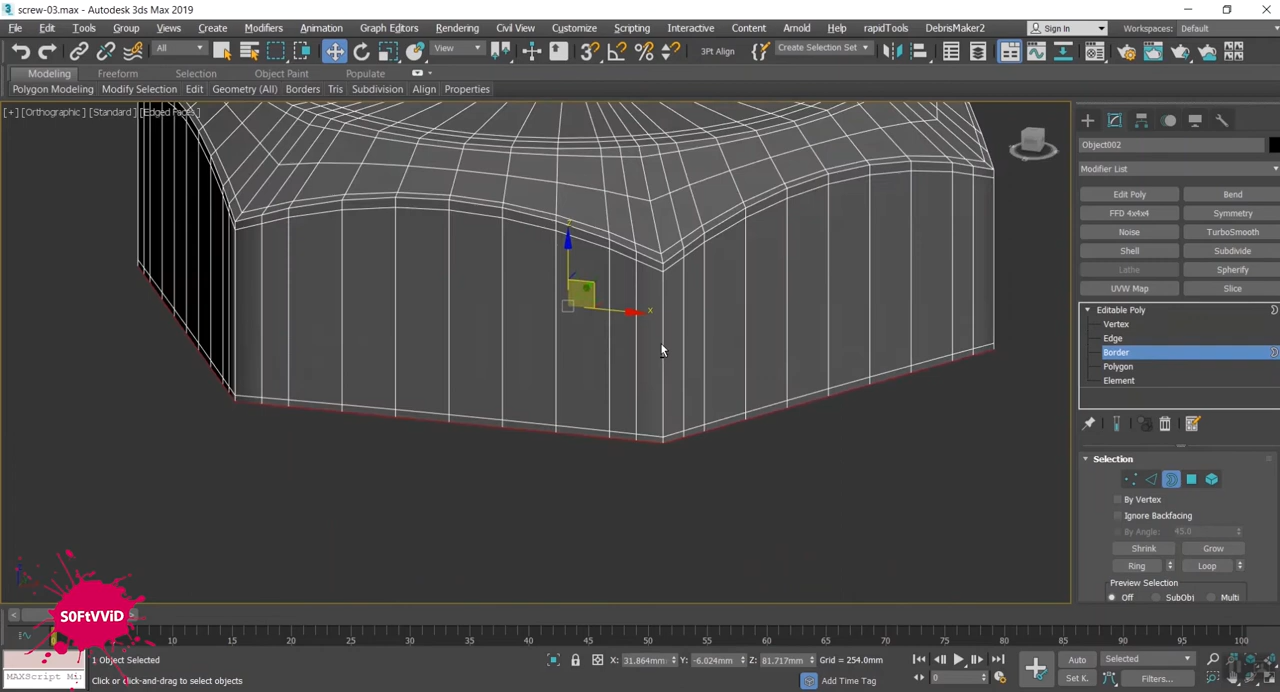 screw-03.max - Autodesk 3ds Max 2019
File Edit Tools Group Views Create Modifiers Animation Graph Editors Rendering Civil View Customize Scripting Interactive Content Arnold Help rapidTools DebrisMaker2 Sign In Workspaces: Default
All View 3Pt Align Create Selection Set
Modeling Freeform Selection Object Paint Populate
Polygon Modeling Modify Selection Edit Geometry (All) Borders Tris Subdivision Align Properties
[+] [Orthographic] [Standard] [Edged Faces]
Object002
Modifier List
Edit Poly Bend
FFD 4x4x4 Symmetry
Noise TurboSmooth
Shell Subdivide
Lathe Spherify
UVW Map Slice
Editable Poly
Vertex
Edge
Border
Polygon
Element
x
Selection
By Vertex
Ignore Backfacing
By Angle: 45.0
Shrink Grow
Ring Loop
Preview Selection
Off SubObj Multi
S0FtVViD
10 15 20 25 30 35 40 45 50 55 60 65 70 75 80 85 90 95 100
1 Object Selected X: 31.864mm Y: -6.024mm Z: 81.717mm Grid = 254.0mm Auto Selected
MAXScript Mi Click or click-and-drag to select objects Add Time Tag 0 Set K. Filters...